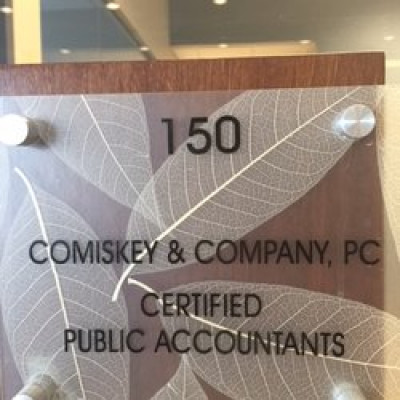 150
COMISKEY & COMPANY, PC
CERTIFIED
PUBLIC ACCOUNTANTS